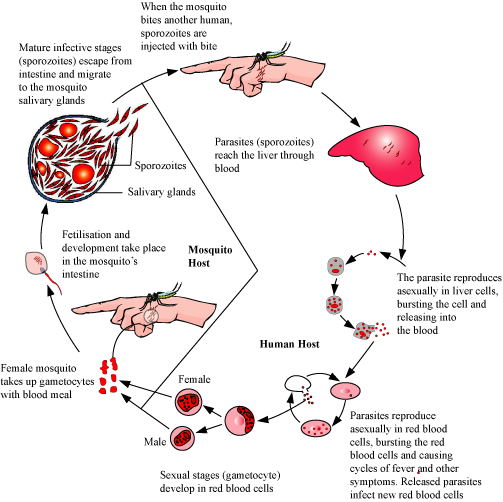 When the mosquito
bites another human,
sporozoites are
injected with bite
Mature infective stages
(sporozoites) escape from
intestine and migrate
to the mosquito
salivary glands
Parasites (sporozoites)
reach the liver through
blood
Sporozoites
Salivary glands
Fetilisation and
development take place
in the mosquito's
intestine
Mosquito
Host
The parasite reproduces
asexually in liver cells,
bursting the cell and
releasing into
the blood
Human Host
Female mosquito
takes up gametocytes
with blood meal
Female
Male
Parasites reproduce
asexually in red blood
cells, bursting the red
blood cells and causing
cycles of fever and other
symptoms. Released parasites
infect new red blood cells
Sexual stages (gametocyte)
develop in red blood cells